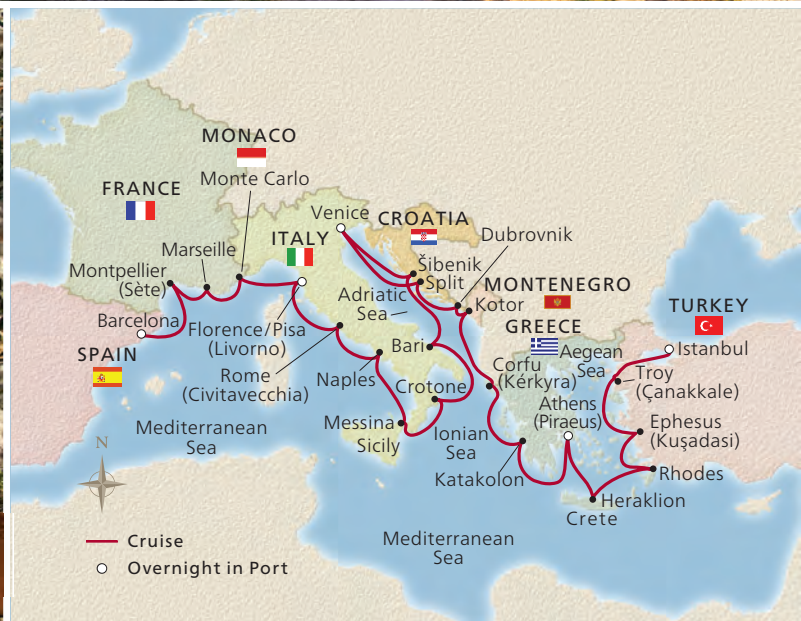 MONACO
Monte Carlo
FRANCE
Venice
CROATIA
Dubrovnik
ITALY
Marseille
Montpellier
(Sète)
Šibenik
Split
MONTENEGRO
Kotor
Adriatic
Sea
TURKEY
Barcelona
Florence/Pisa
(Livorno)
GREECE
Istanbul
SPAIN
Bari
Aegean
Sea
Rome
(Civitavecchia)
Naples
Corfu
(Kérkyra)
Troy
(Çanakkale)
Crotone
Athens
(Piraeus)
Mediterranean
Sea
Messina
Sicily
Ionian
Sea
Ephesus
(Kuşadasi)
N
Katakolon
Rhodes
Heraklion
Crete
Mediterranean
Sea
Cruise
Overnight in Port